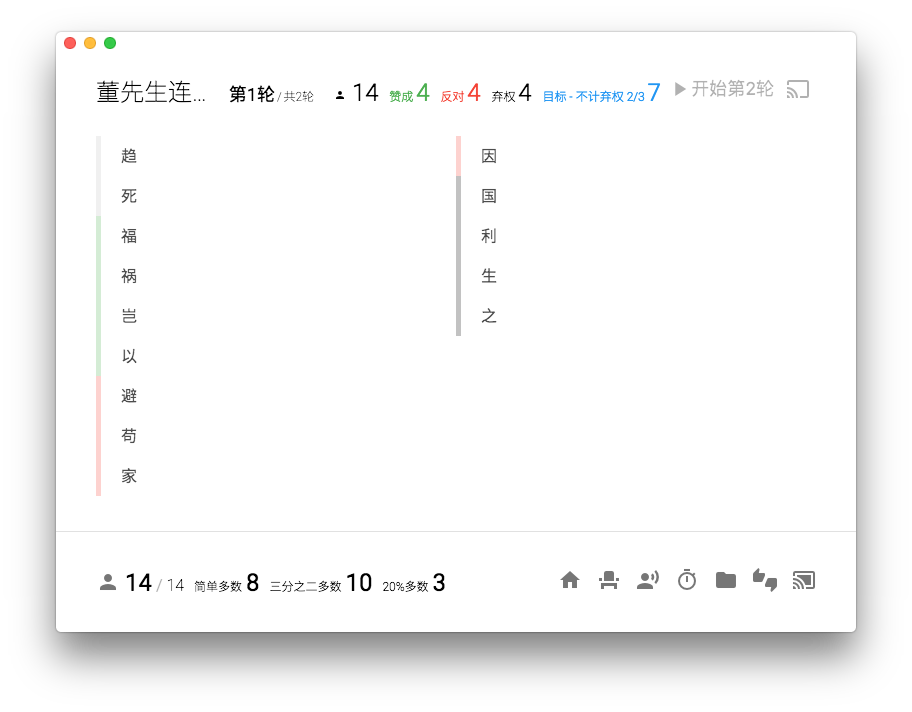 董先生连... 第1轮 / 共2轮 14 赞成 4 反对 4 弃权 4 目标 - 不计弃权 2/3 7 开始第2轮
趋
死
福
祸
岂
以
避
苟
家
因
国
利
生
之
14 / 14 简单多数 8 三分之二多数 10 20%多数 3